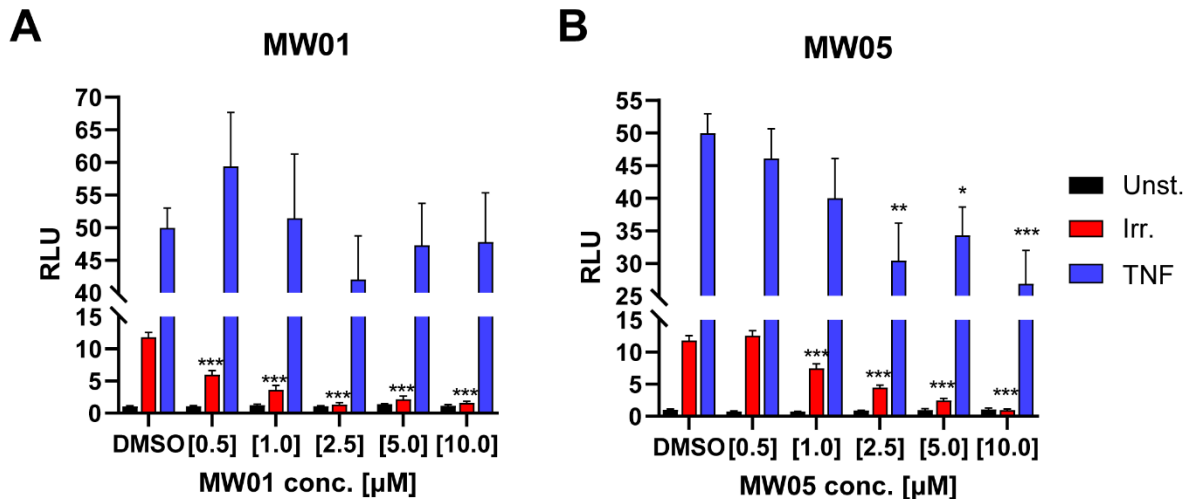 A
MW01
RLU
70
65
60
55
50
45
40
15
10
5
0
***
***
***
***
***
DMSO [0.5] [1.0] [2.5] [5.0] [10.0]
MW01 conc. [µM]
B
MW05
RLU
55
50
45
40
35
30
25
15
10
5
0
**
*
***
***
***
***
***
DMSO [0.5] [1.0] [2.5] [5.0] [10.0]
MW05 conc. [µM]
Unst.
Irr.
TNF